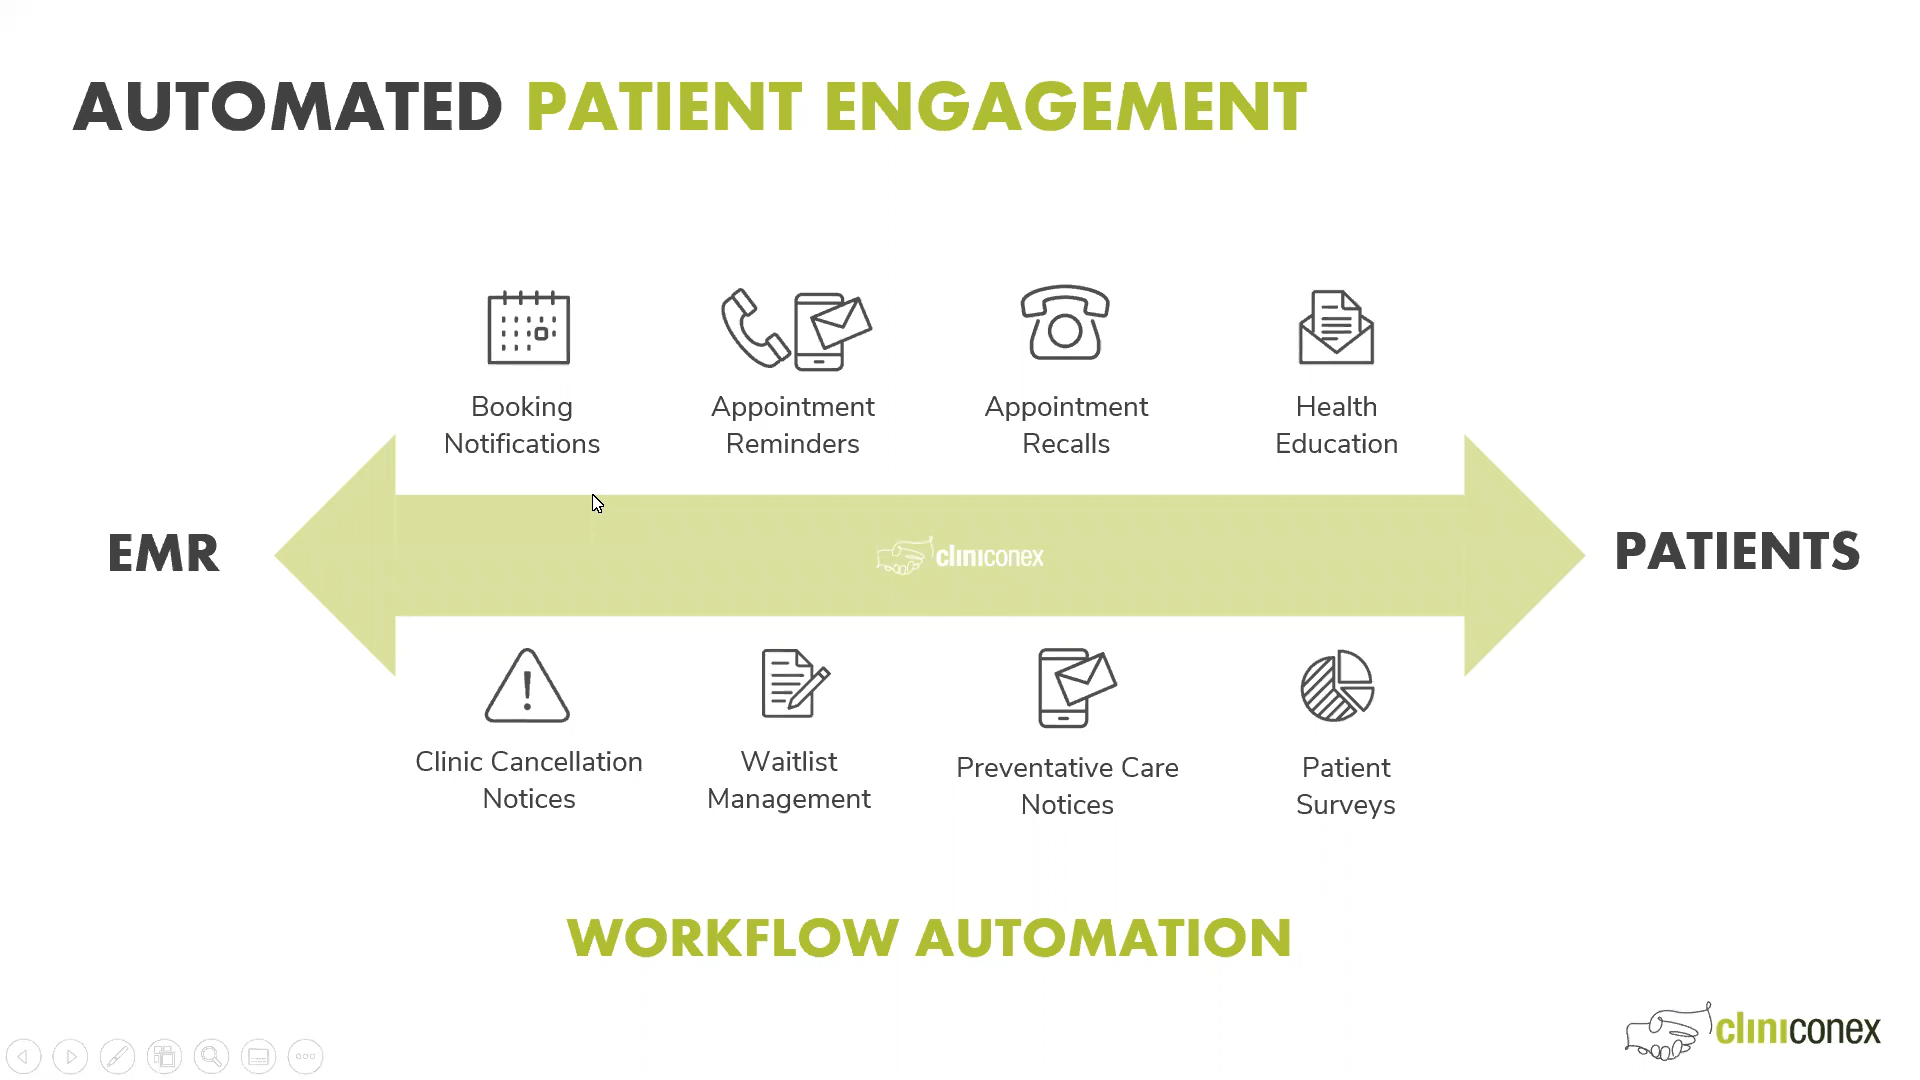 AUTOMATED PATIENT ENGAGEMENT
Booking
Notifications
Appointment
Reminders
Appointment
Recalls
Health
Education
EMR
cliniconex
PATIENTS
Clinic Cancellation
Notices
Waitlist
Management
Preventative Care
Notices
Patient
Surveys
WORKFLOW AUTOMATION
cliniconex